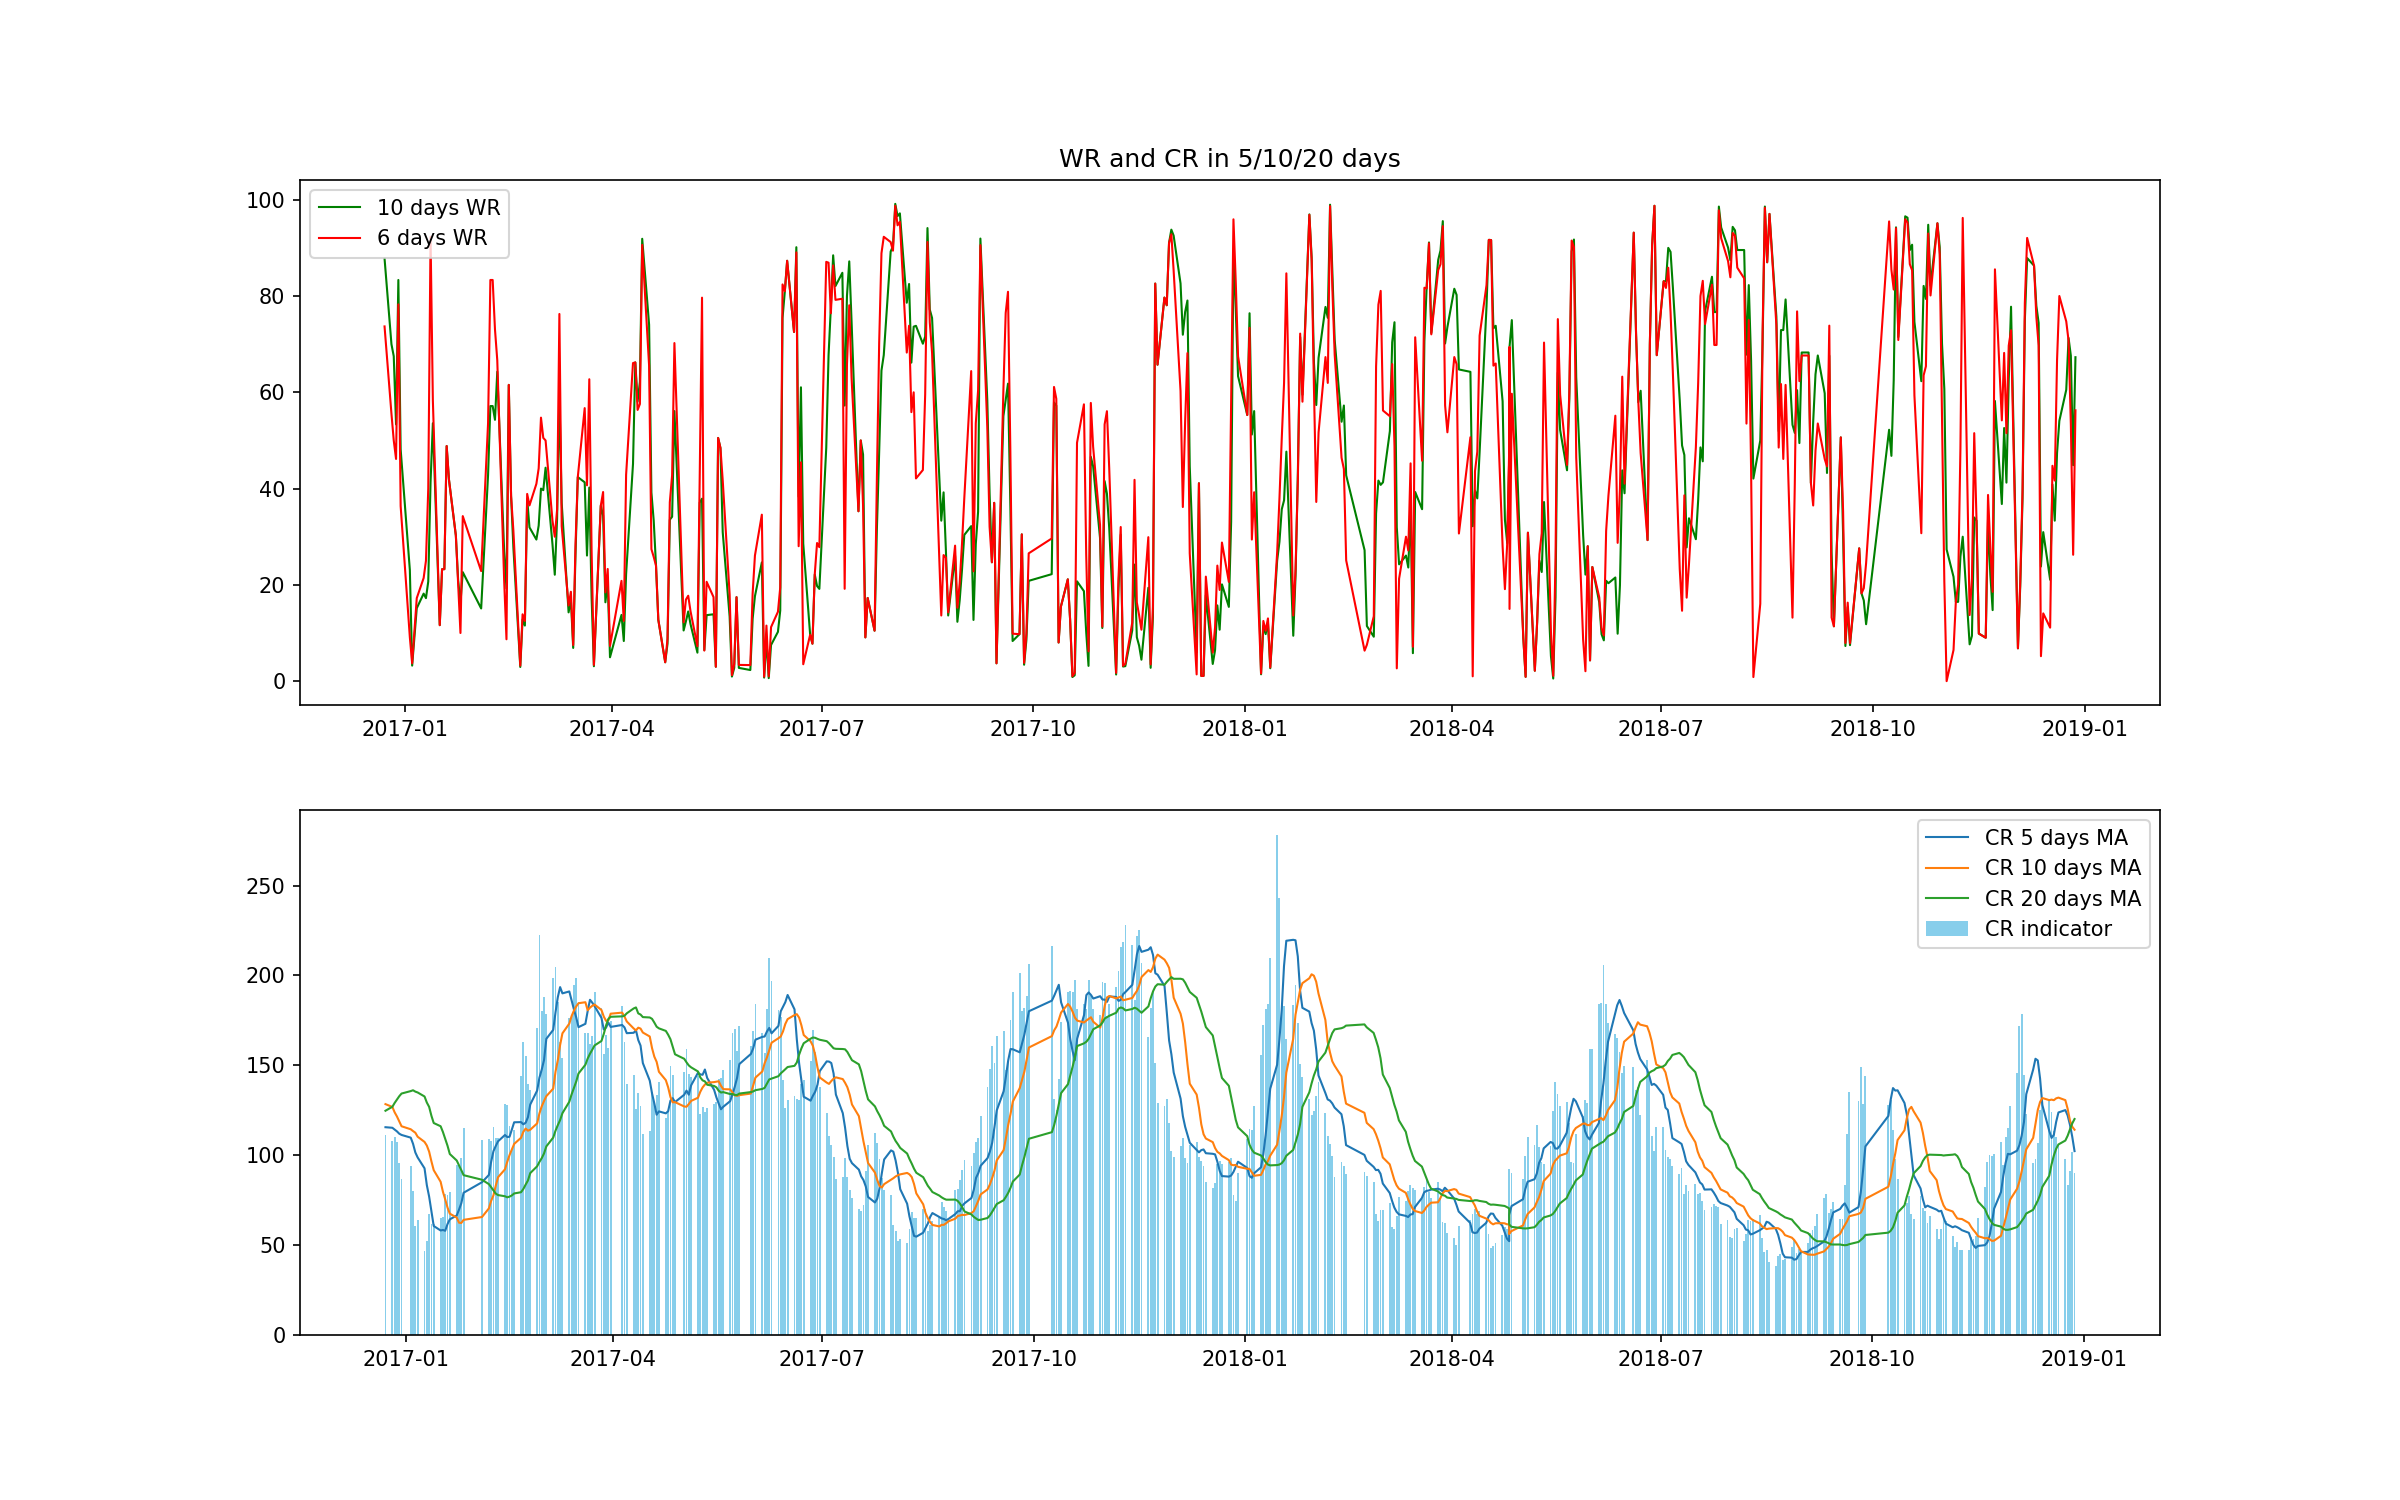 WR and CR in 5/10/20 days
100
80
60
40
20
0
10 days WR
6 days WR
2017-01 2017-04 2017-07 2017-10 2018-01 2018-04 2018-07 2018-10 2019-01
250
200
150
100
50
0
CR 5 days MA
CR 10 days MA
CR 20 days MA
CR indicator
2017-01 2017-04 2017-07 2017-10 2018-01 2018-04 2018-07 2018-10 2019-01